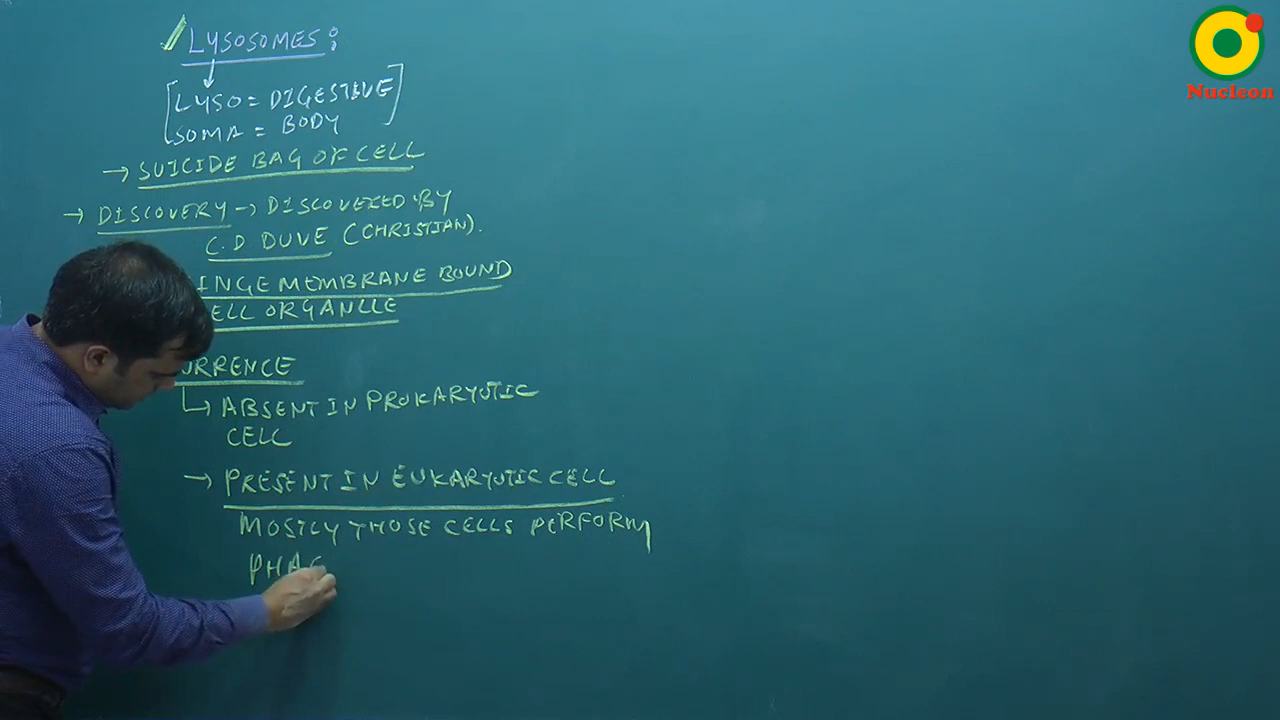 LYSOSOMES:
LYSO = DIGESTIVE
SOMA = BODY
→ SUICIDE BAG OF CELL
→ DISCOVERY → DISCOVERED BY
C.D DUVE (CHRISTIAN).
INGE MEMBRANE BOUND
ELL ORGANLLE
URRENCE
ABSENT IN PROKARYOTIC
CELL
→ PRESENT IN EUKARYOTIC CELL
MOSTLY THOSE CELLS PERFORM
PHAG
Nucleon